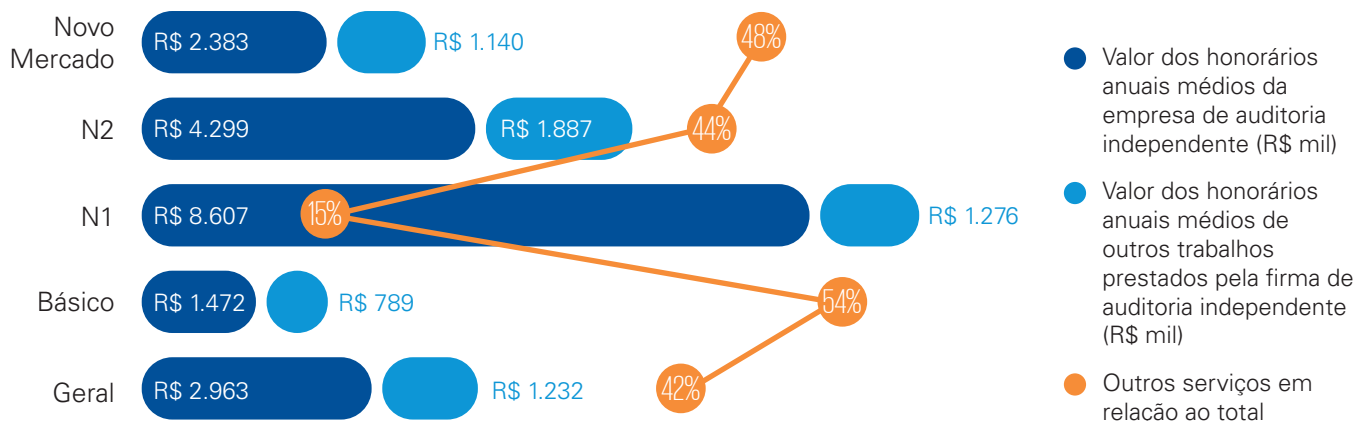 Novo
Mercado
R$ 2.383
R$ 1.140
48%
N2
R$ 4.299
R$ 1.887
44%
N1
R$ 8.607
15%
R$ 1.276
Básico
R$ 1.472
R$ 789
54%
Geral
R$ 2.963
R$ 1.232
42%
Valor dos honorários
anuais médios da
empresa de auditoria
independente (R$ mil)
Valor dos honorários
anuais médios de
outros trabalhos
prestados pela firma de
auditoria independente
(R$ mil)
Outros serviços em
relacão ao total